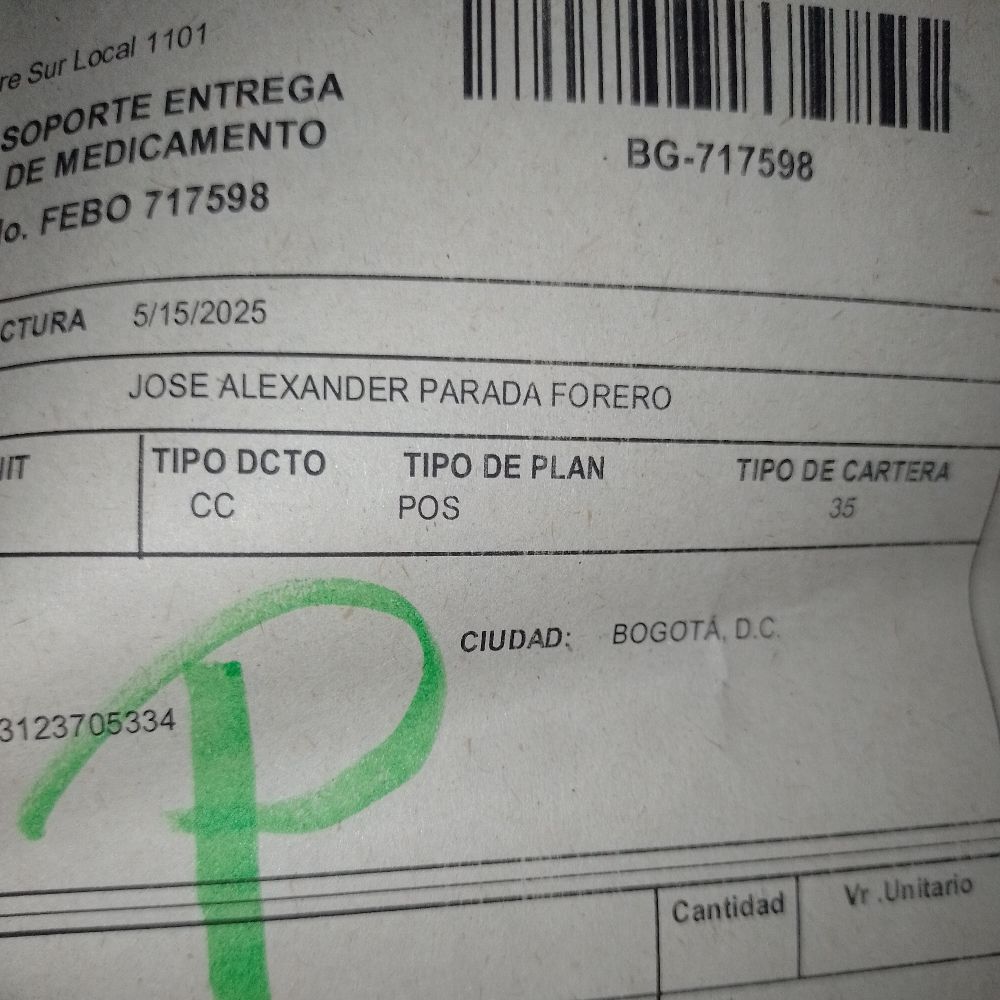 re Sur Local 1101
SOPORTE ENTREGA
DE MEDICAMENTO
No. FEBO 717598
BG-717598
CTURA 5/15/2025
JOSE ALEXANDER PARADA FORERO
IIT TIPO DCTO TIPO DE PLAN TIPO DE CARTERA
CC POS 35
CIUDAD: BOGOTÁ, D.C.
3123705334
P
Cantidad Vr .Unitario